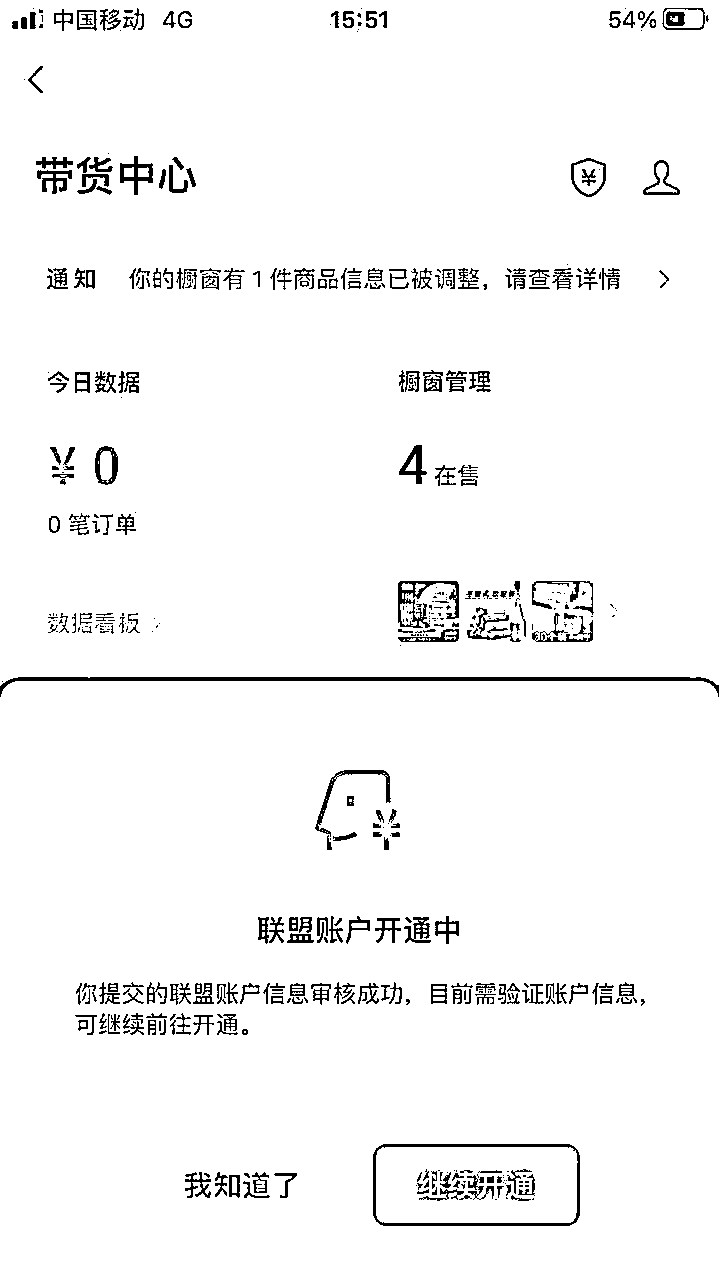 中国移动 4G 15:51 54%
带货中心
通知 你的橱窗有 1 件商品信息已被调整，请查看详情
今日数据 橱窗管理
¥ 0 4 在售
0 笔订单
数据看板
联盟账户开通中
你提交的联盟账户信息审核成功，目前需验证账户信息，
可继续前往开通。
我知道了 继续开通